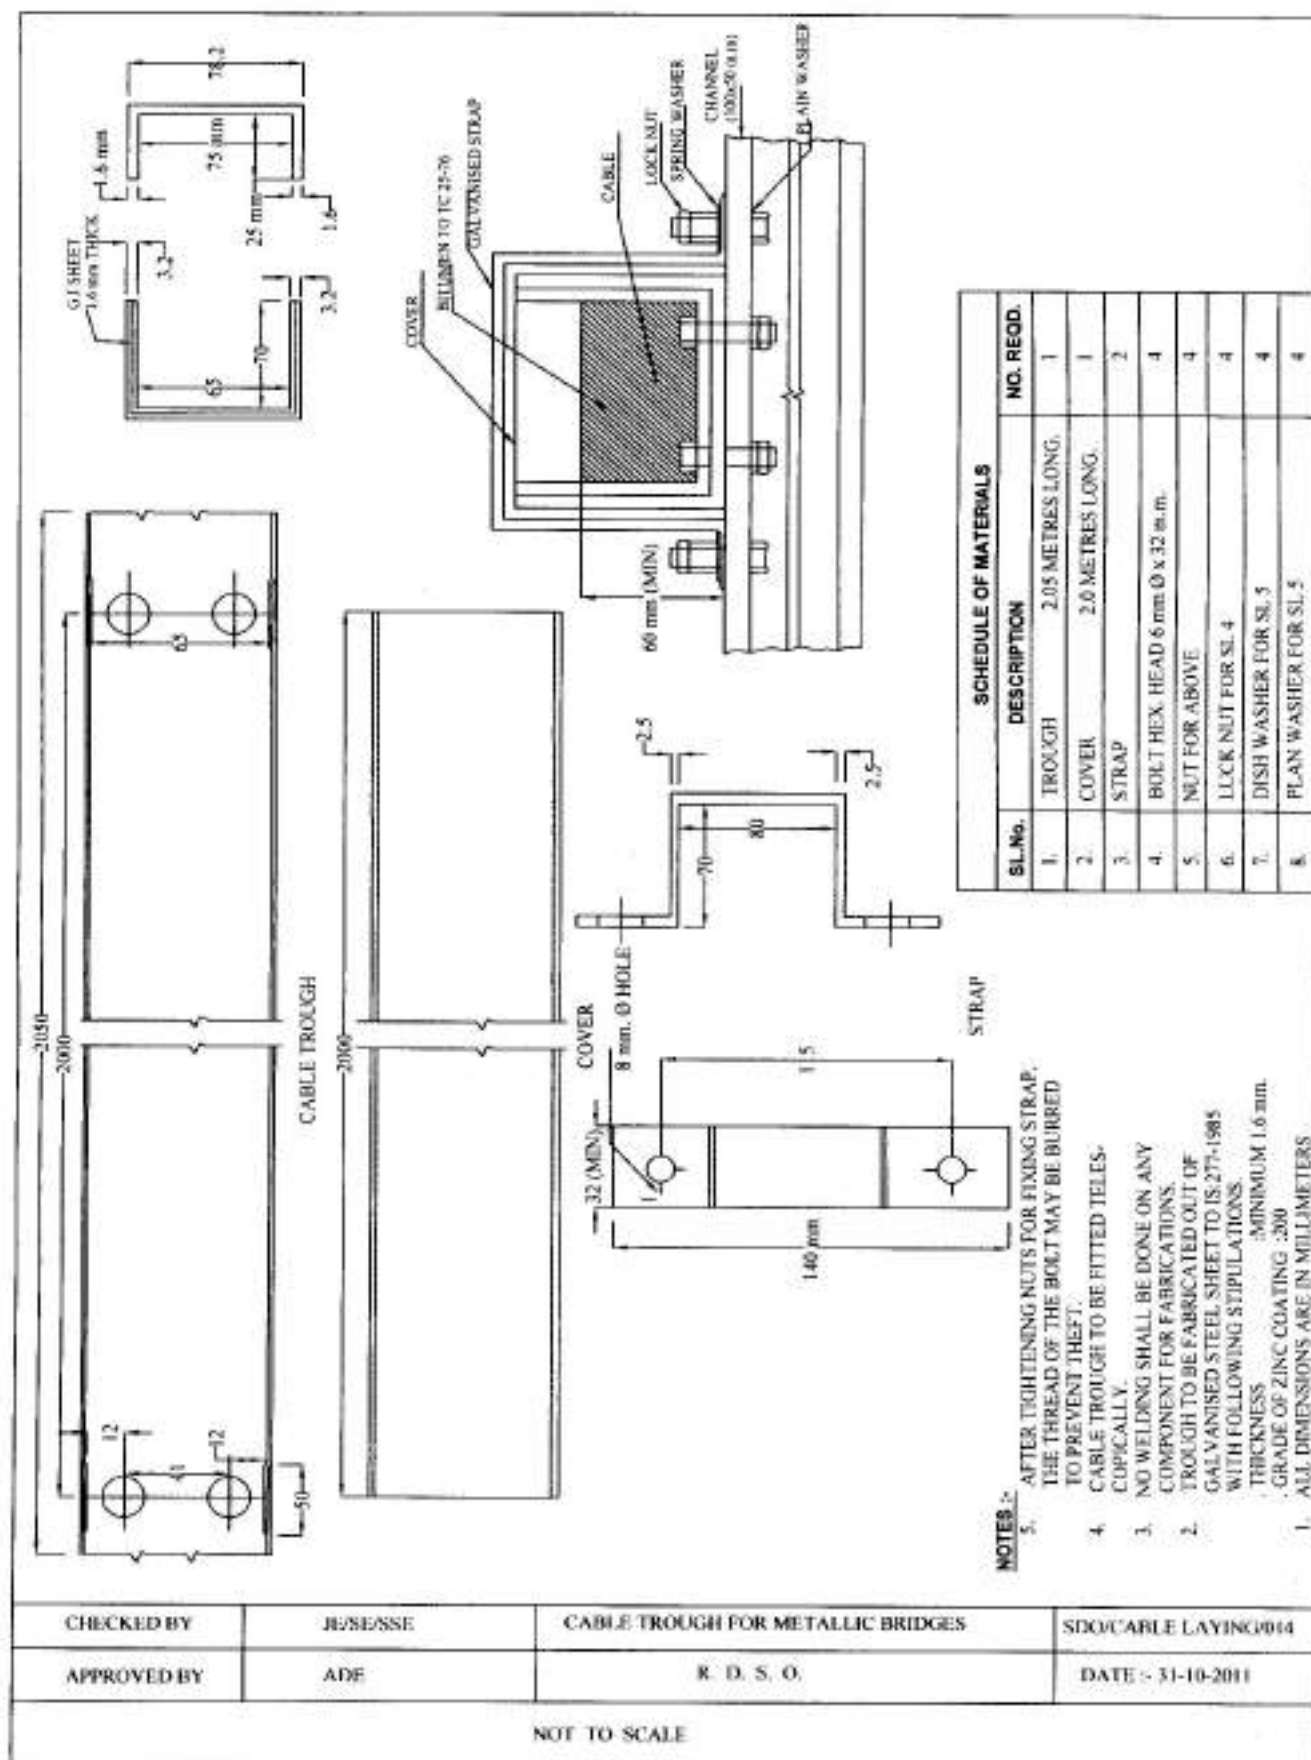 2050
2000
65
12
12
41
50
CABLE TROUGH
2000
COVER
GI SHEET
1.6 mm THICK
1.6 mm
3.2
3.2
65
70
78.2
75 mm
25 mm
1.6
COVER
BITUMEN TO TC 25-76
GALVANISED STRAP
CABLE
LOCK NUT
SPRING WASHER
CHANNEL
PLAIN WASHER
60 mm (MIN)
32 (MIN)
8 mm. Ø HOLE
140 mm
2.5
2.5
70
80
STRAP
SCHEDULE OF MATERIALS
SL.No. DESCRIPTION NO. REQD.
1. TROUGH 2.05 METRES LONG. 1
2. COVER 2.0 METRES LONG. 1
3. STRAP 2
4. BOLT HEX. HEAD 6 mm Ø x 32 m.m. 4
5. NUT FOR ABOVE 4
6. LUCK NUT FOR SL. 4 4
7. DISH WASHER FOR SL. 5 4
8. PLAN WASHER FOR SL. 5 4
NOTES :-
5. AFTER TIGHTENING NUTS FOR FIXING STRAP,
THE THREAD OF THE BOLT MAY BE BURRED
TO PREVENT THEFT.
4. CABLE TROUGH TO BE FITTED TELES-
COPICALLY.
3. NO WELDING SHALL BE DONE ON ANY
COMPONENT FOR FABRICATIONS.
2. TROUGH TO BE FABRICATED OUT OF
GALVANISED STEEL SHEET TO IS:277-1985
WITH FOLLOWING STIPULATIONS.
. THICKNESS :MINIMUM 1.6 mm.
. GRADE OF ZINC COATING :200
1. ALL DIMENSIONS ARE IN MILLIMETERS
CHECKED BY JE/SE/SSE CABLE TROUGH FOR METALLIC BRIDGES SDO/CABLE LAYING/014
APPROVED BY ADE R. D. S. O. DATE :- 31-10-2011
NOT TO SCALE